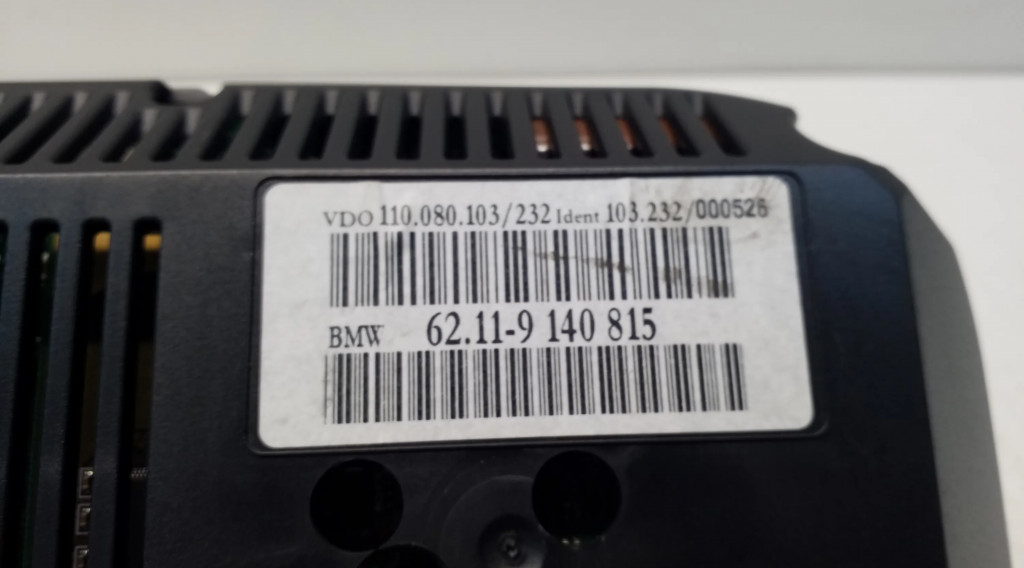 VDO 110.080.103/232 Ident 103.232/000526
BMW 62.11-9 140 815